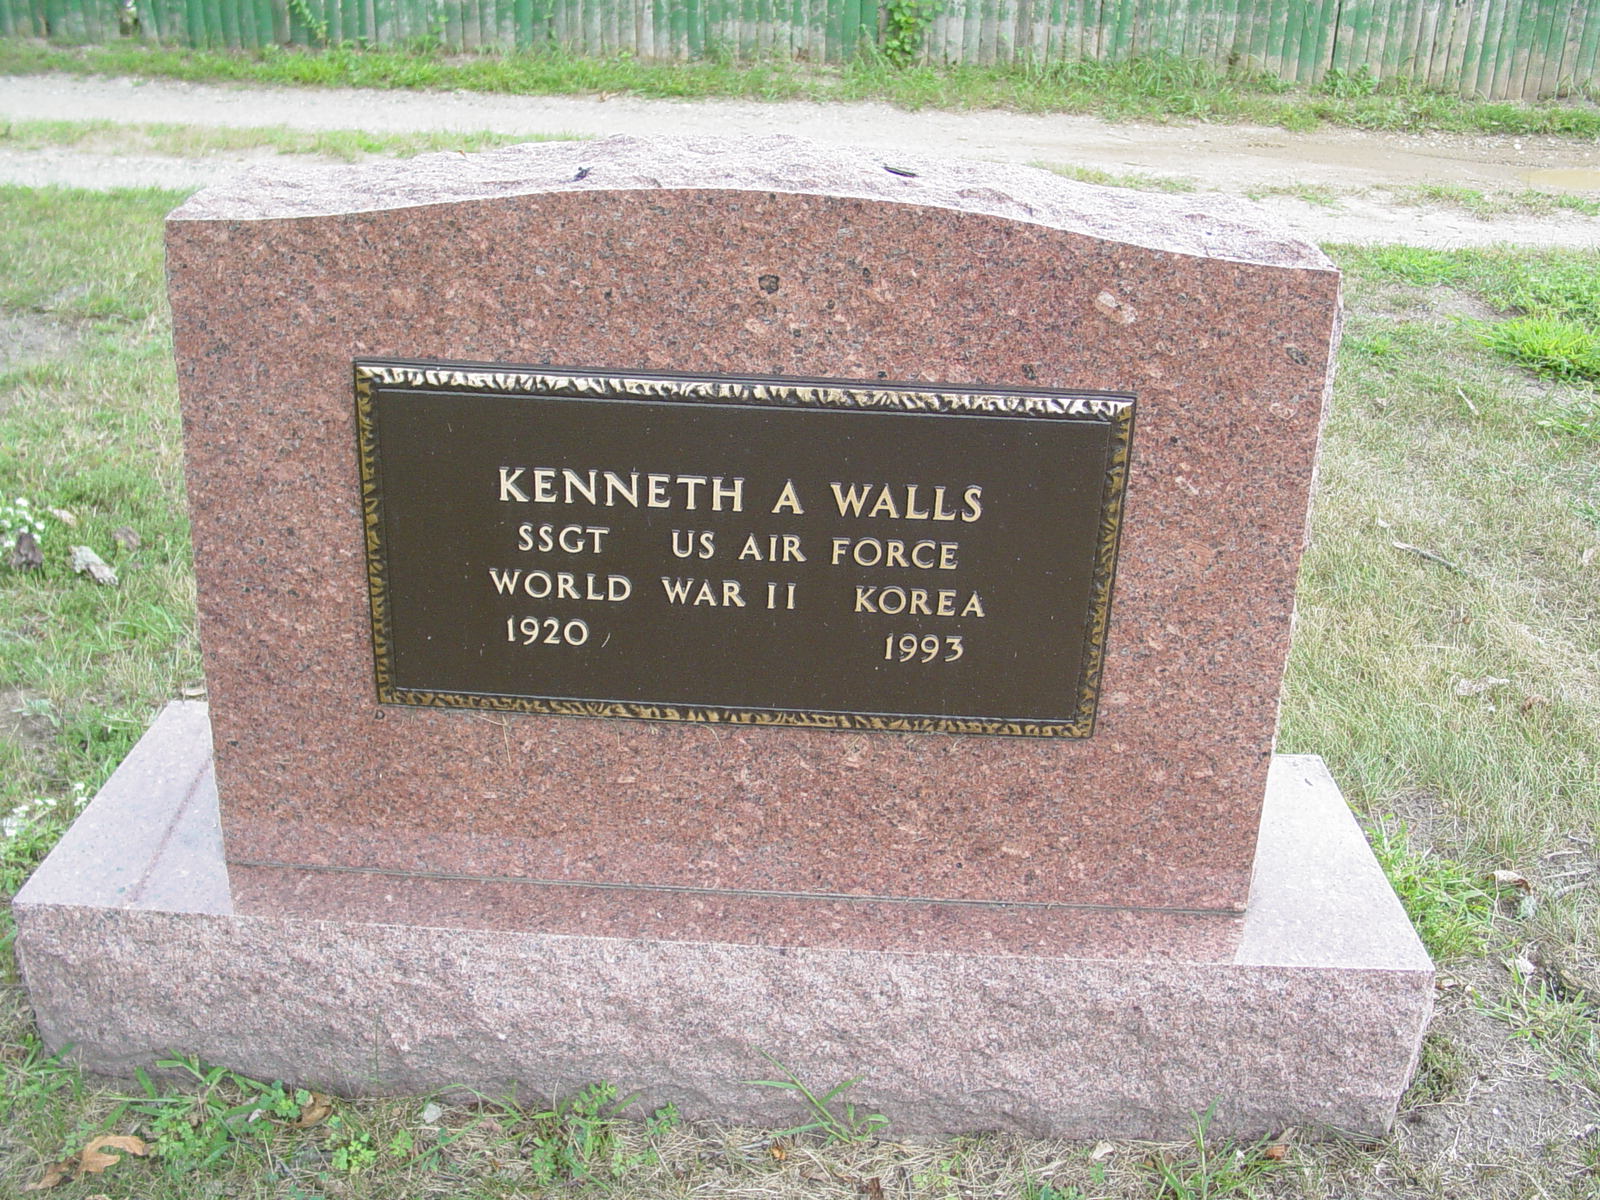 KENNETH A WALLS
SSGT US AIR FORCE
WORLD WAR II KOREA
1920 1993